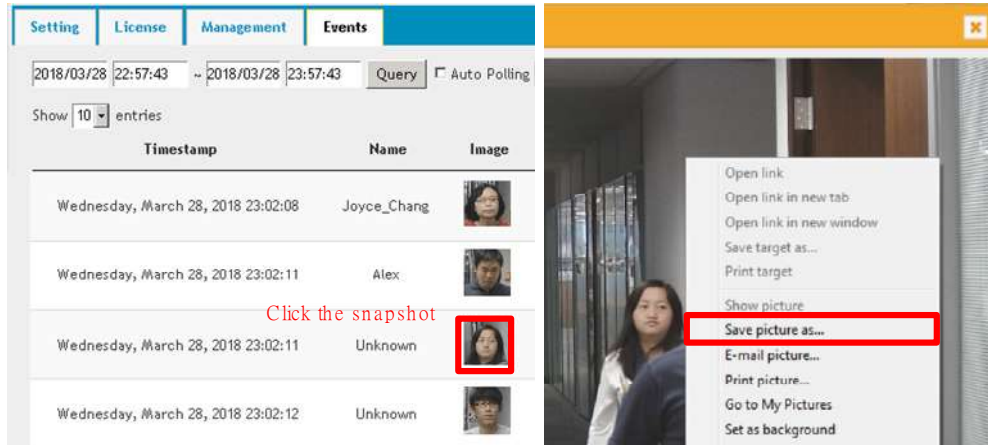 Setting License Management Events
2018/03/28 22:57:43 ~ 2018/03/28 23:57:43 Query Auto Polling
Show 10 entries
Timestamp Name Image
Wednesday, March 28, 2018 23:02:08 Joyce_Chang
Wednesday, March 28, 2018 23:02:11 Alex
Click the snapshot
Wednesday, March 28, 2018 23:02:11 Unknown
Wednesday, March 28, 2018 23:02:12 Unknown
Open link
Open link in new tab
Open link in new window
Save target as...
Print target
Show picture
Save picture as...
E-mail picture...
Print picture...
Go to My Pictures
Set as background